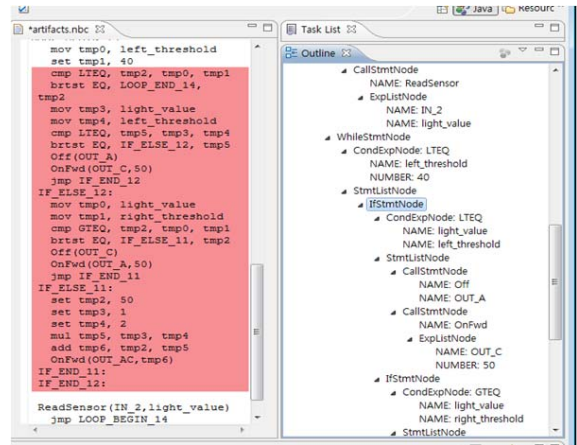 Java
Resourc
*artifacts.nbc
mov tmp0, left_threshold
set tmp1, 40
cmp LTEQ, tmp2, tmp0, tmp1
brtst EQ, LOOP_END_14,
tmp2
mov tmp3, light_value
mov tmp4, left_threshold
cmp LTEQ, tmp5, tmp3, tmp4
brtst EQ, IF_ELSE_12, tmp5
Off(OUT_A)
OnFwd(OUT_C,50)
jmp IF_END_12
IF_ELSE_12:
mov tmp0, light_value
mov tmp1, right_threshold
cmp GTEQ, tmp2, tmp0, tmp1
brtst EQ, IF_ELSE_11, tmp2
Off(OUT_C)
OnFwd(OUT_A,50)
jmp IF_END_11
IF_ELSE_11:
set tmp2, 50
set tmp3, 1
set tmp4, 2
mul tmp5, tmp3, tmp4
add tmp6, tmp2, tmp5
OnFwd(OUT_AC,tmp6)
IF_END_11:
IF_END_12:
ReadSensor(IN_2,light_value)
jmp LOOP_BEGIN_14
Task List
Outline
CallStmtNode
NAME: ReadSensor
ExpListNode
NAME: IN_2
NAME: light_value
WhileStmtNode
CondExpNode: LTEQ
NAME: left_threshold
NUMBER: 40
StmtListNode
IfStmtNode
CondExpNode: LTEQ
NAME: light_value
NAME: left_threshold
StmtListNode
CallStmtNode
NAME: Off
NAME: OUT_A
CallStmtNode
NAME: OnFwd
ExpListNode
NAME: OUT_C
NUMBER: 50
IfStmtNode
CondExpNode: GTEQ
NAME: light_value
NAME: right_threshold
StmtListNode